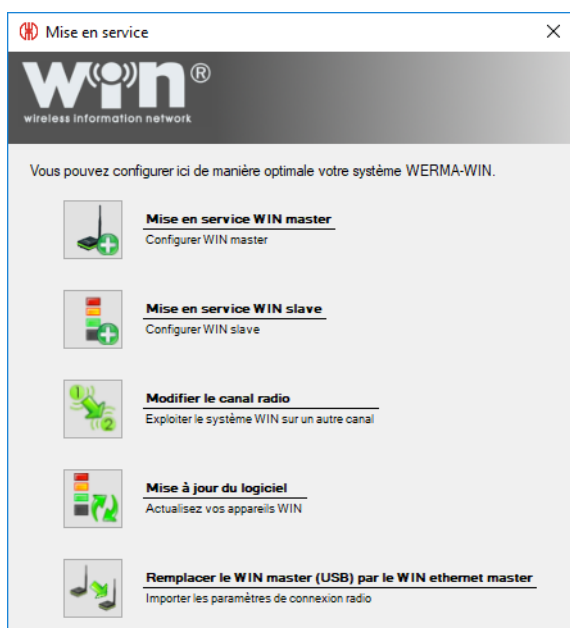 Mise en service
WIN®
wireless information network
Vous pouvez configurer ici de manière optimale votre système WERMA-WIN.
Mise en service WIN master
Configurer WIN master
Mise en service WIN slave
Configurer WIN slave
1
2
Modifier le canal radio
Exploiter le système WIN sur un autre canal
Mise à jour du logiciel
Actualisez vos appareils WIN
Remplacer le WIN master (USB) par le WIN ethernet master
Importer les paramètres de connexion radio